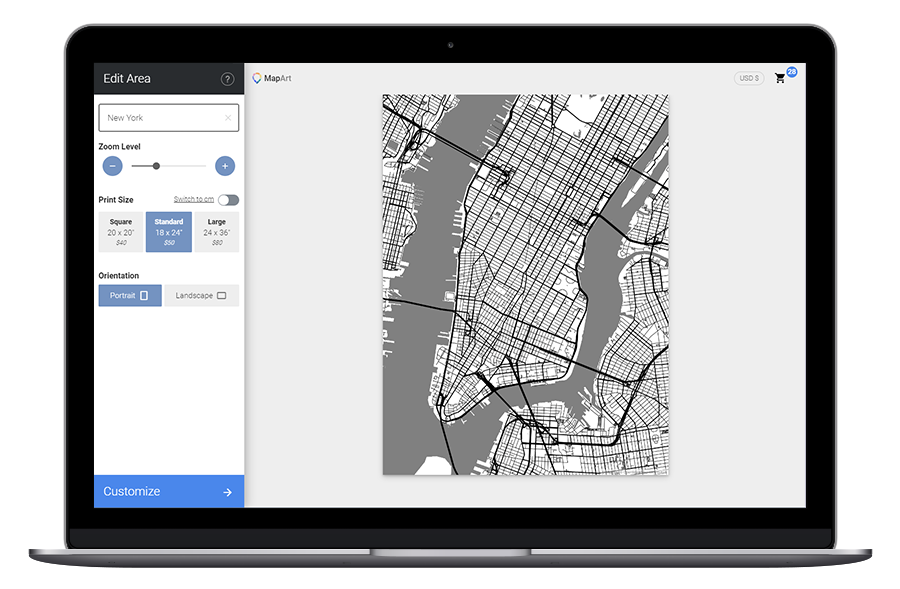 Edit Area
?
MapArt
USD $
28
New York
Zoom Level
Print Size
Switch to cm
Square
20 x 20"
$40
Standard
18 x 24"
$50
Large
24 x 36"
$80
Orientation
Portrait
Landscape
Customize